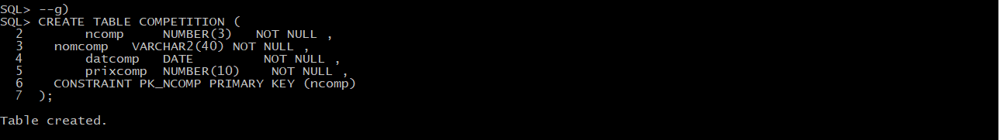 SQL> --g)
SQL> CREATE TABLE COMPETITION (
  2        ncomp     NUMBER(3)   NOT NULL ,
  3    nomcomp   VARCHAR2(40) NOT NULL ,
  4        datcomp   DATE         NOT NULL ,
  5        prixcomp  NUMBER(10)    NOT NULL ,
  6    CONSTRAINT PK_NCOMP PRIMARY KEY (ncomp)
  7  );
Table created.